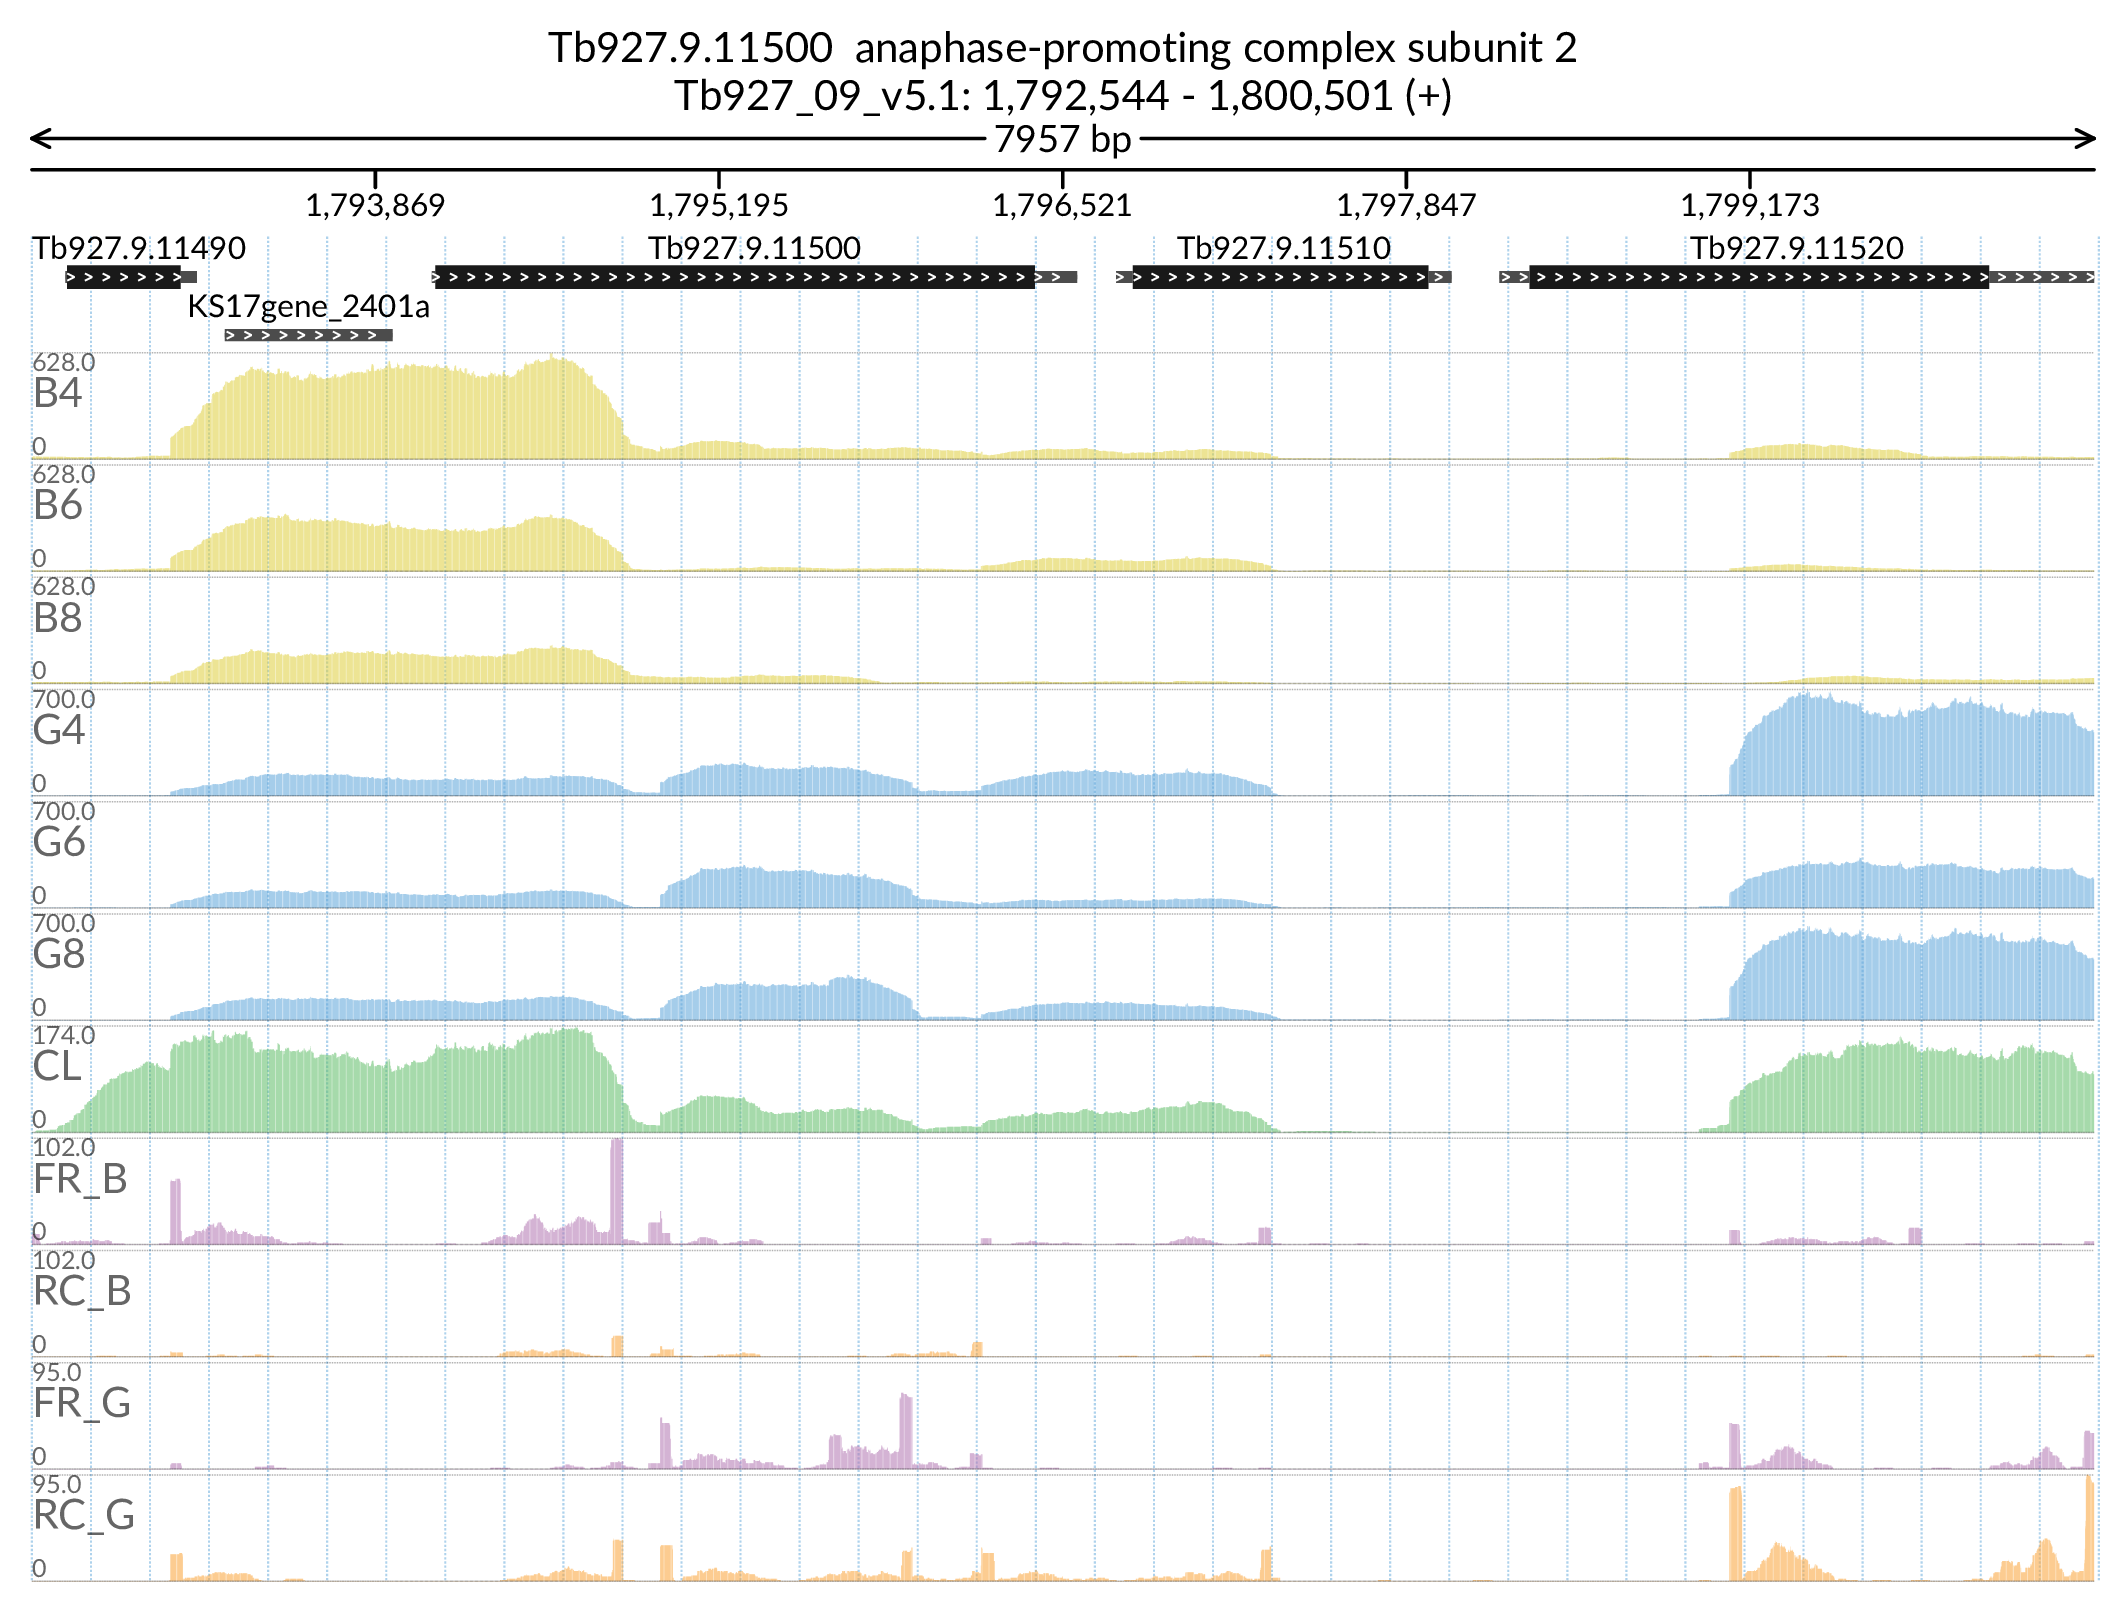 Tb927.9.11500 anaphase-promoting complex subunit 2
Tb927_09_v5.1: 1,792,544 - 1,800,501 (+)
7957 bp
1,793,869 1,795,195 1,796,521 1,797,847 1,799,173
Tb927.9.11490 Tb927.9.11500 Tb927.9.11510 Tb927.9.11520
KS17gene_2401a
628.0
B4
0
628.0
B6
0
628.0
B8
0
700.0
G4
0
700.0
G6
0
700.0
G8
0
174.0
CL
0
102.0
FR_B
0
102.0
RC_B
0
95.0
FR_G
0
95.0
RC_G
0